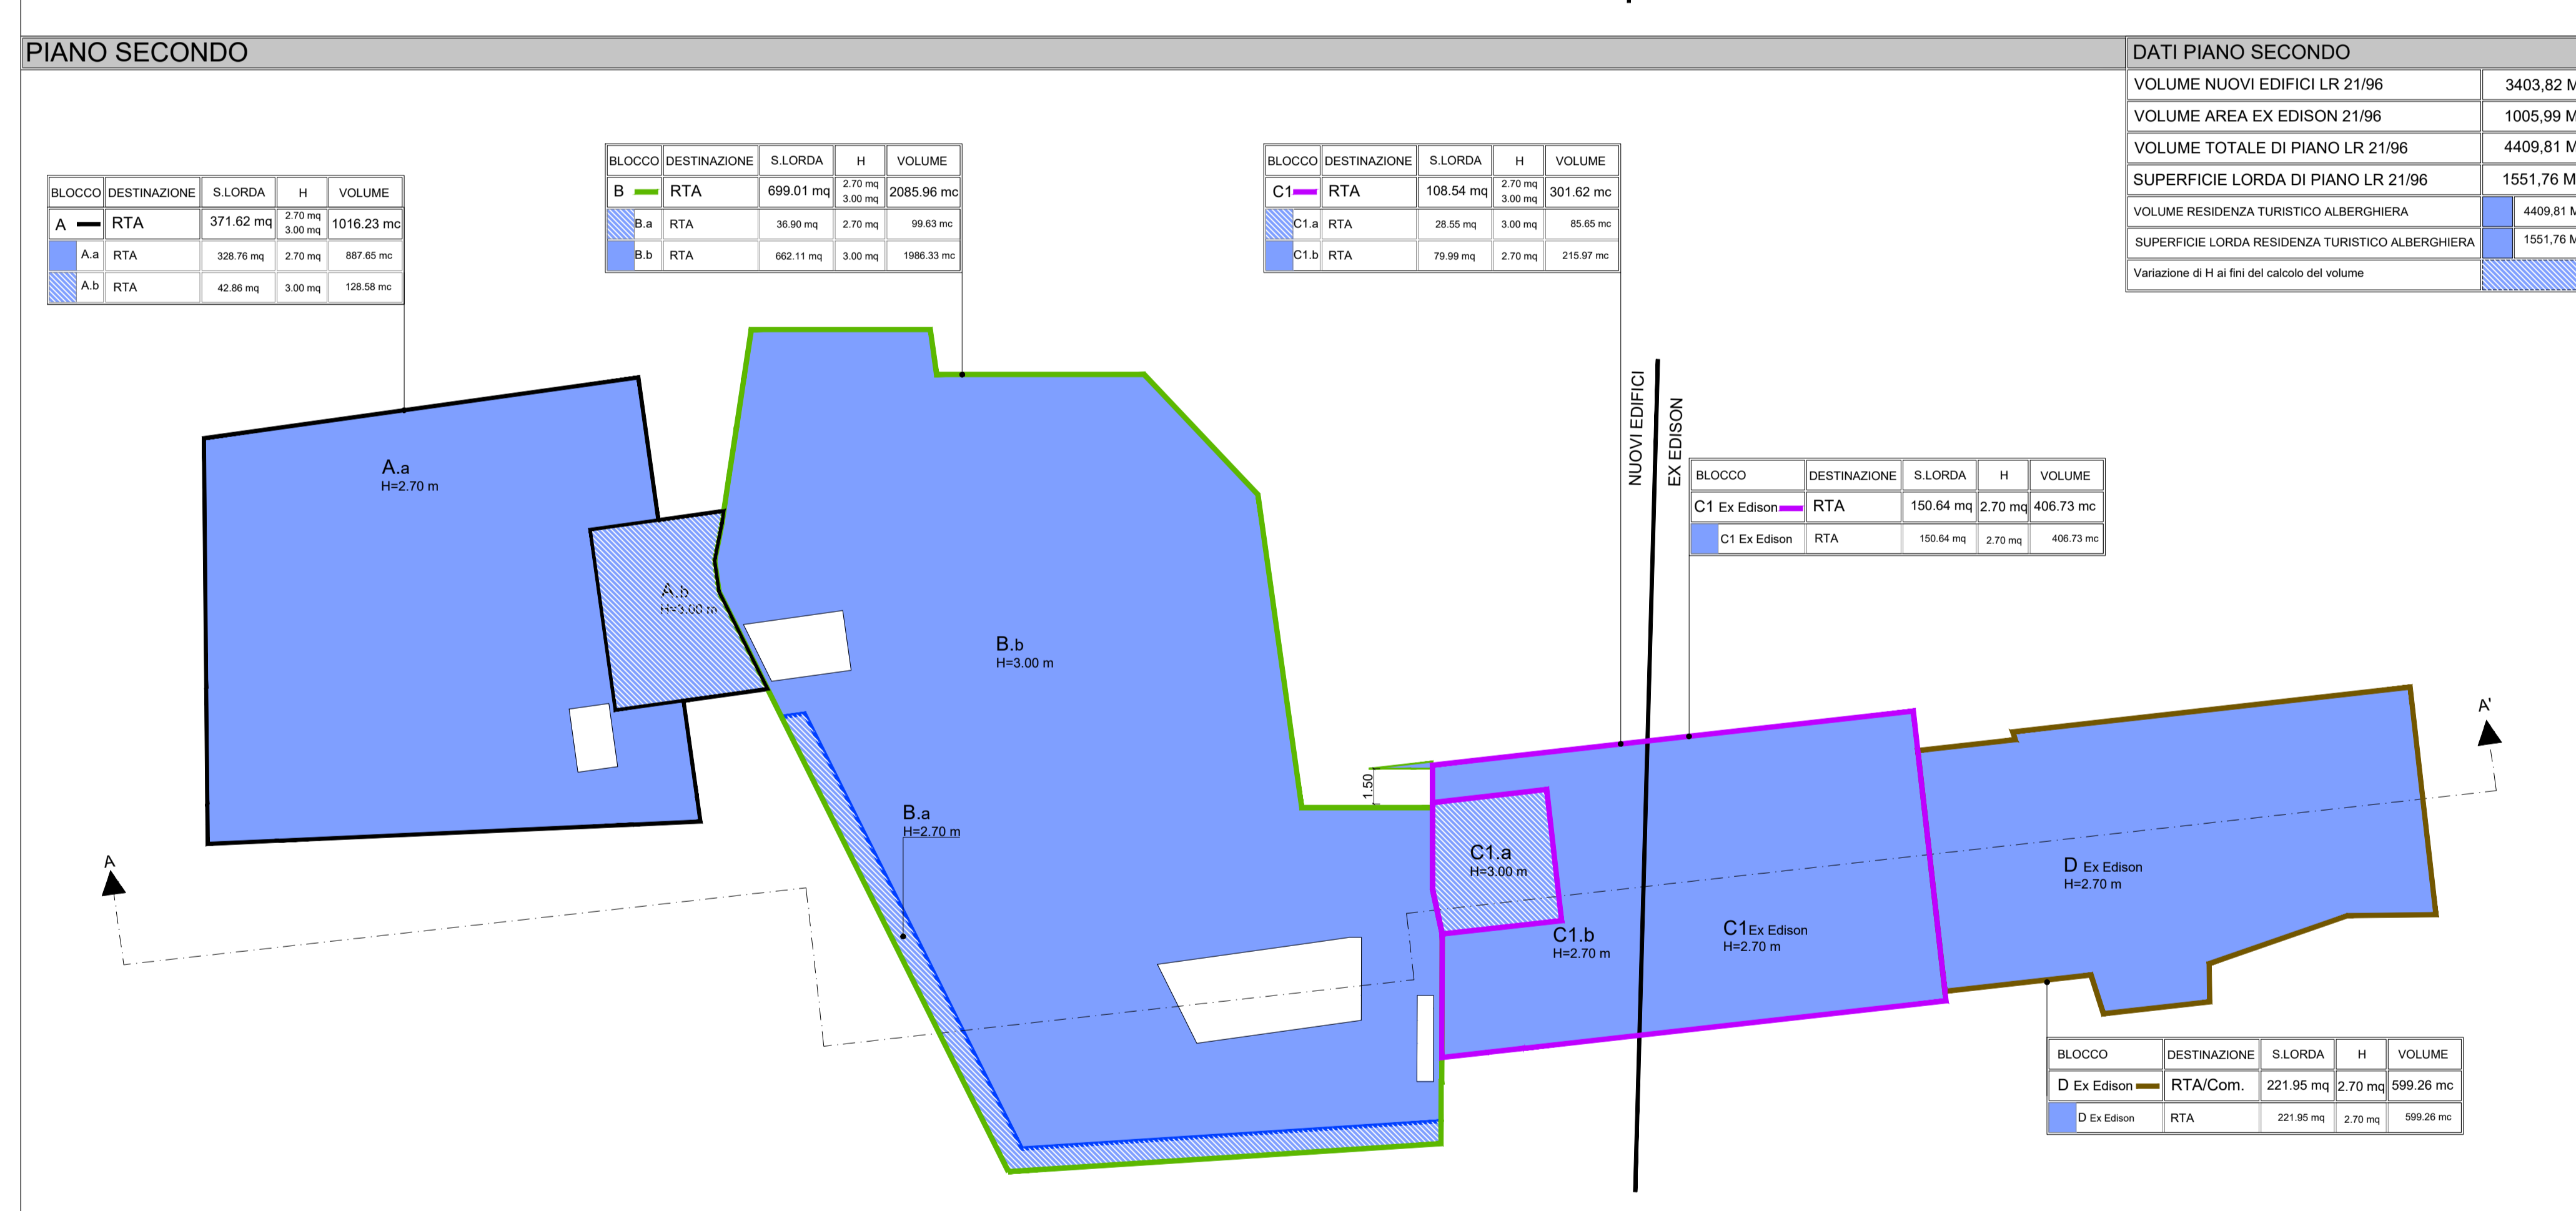 PIANO SECONDO
DATI PIANO SECONDO
VOLUME NUOVI EDIFICI LR 21/96 3403,82 M
VOLUME AREA EX EDISON 21/96 1005,99 M
VOLUME TOTALE DI PIANO LR 21/96 4409,81 M
SUPERFICIE LORDA DI PIANO LR 21/96 1551,76 M
VOLUME RESIDENZA TURISTICO ALBERGHIERA 4409,81 M
SUPERFICIE LORDA RESIDENZA TURISTICO ALBERGHIERA 1551,76 M
Variazione di H ai fini del calcolo del volume
BLOCCO DESTINAZIONE S.LORDA H VOLUME
A RTA 371.62 mq 2.70 mq 3.00 mq 1016.23 mc
A.a RTA 328.76 mq 2.70 mq 887.65 mc
A.b RTA 42.86 mq 3.00 mq 128.58 mc
BLOCCO DESTINAZIONE S.LORDA H VOLUME
B RTA 699.01 mq 2.70 mq 3.00 mq 2085.96 mc
B.a RTA 36.90 mq 2.70 mq 99.63 mc
B.b RTA 662.11 mq 3.00 mq 1986.33 mc
BLOCCO DESTINAZIONE S.LORDA H VOLUME
C1 RTA 108.54 mq 2.70 mq 3.00 mq 301.62 mc
C1.a RTA 28.55 mq 3.00 mq 85.65 mc
C1.b RTA 79.99 mq 2.70 mq 215.97 mc
NUOVI EDIFICI
EX EDISON
BLOCCO DESTINAZIONE S.LORDA H VOLUME
C1 Ex Edison RTA 150.64 mq 2.70 mq 406.73 mc
C1 Ex Edison RTA 150.64 mq 2.70 mq 406.73 mc
A.a
H=2.70 m
A.b
H=3.00 m
B.b
H=3.00 m
B.a
H=2.70 m
1.50
C1.a
H=3.00 m
C1.b
H=2.70 m
C1 Ex Edison
H=2.70 m
D Ex Edison
H=2.70 m
A
A'
BLOCCO DESTINAZIONE S.LORDA H VOLUME
D Ex Edison RTA/Com. 221.95 mq 2.70 mq 599.26 mc
D Ex Edison RTA 221.95 mq 2.70 mq 599.26 mc